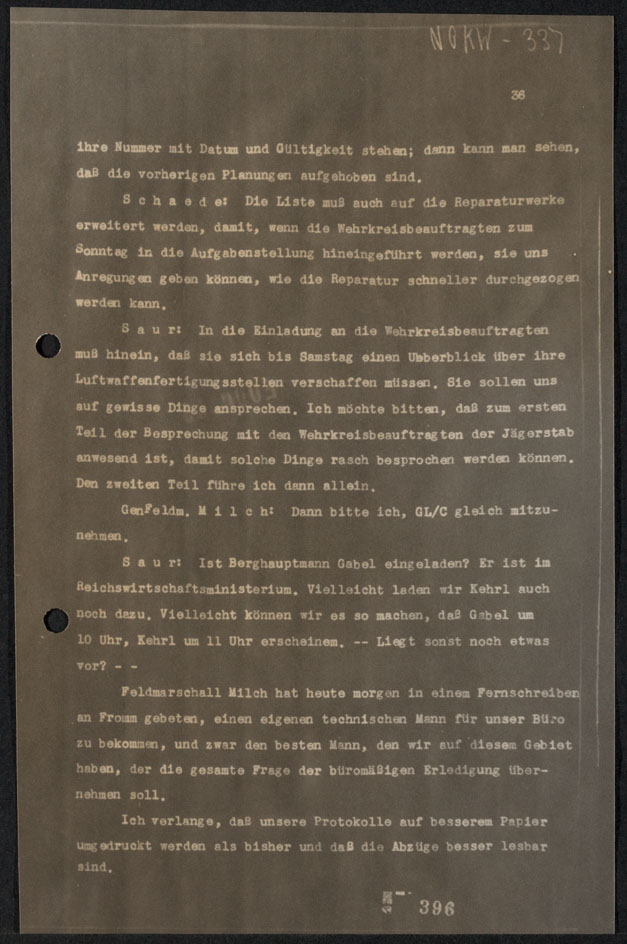 NOKW - 337
36
ihre Nummer mit Datum und Gültigkeit stehen; dann kann man sehen,
daß die vorherigen Planungen aufgehoben sind.
S c h a e d e: Die Liste muß auch auf die Reparaturwerke
erweitert werden, damit, wenn die Wehrkreisbeauftragten zum
Sonntag in die Aufgabenstellung hineingeführt werden, sie uns
Anregungen geben können, wie die Reparatur schneller durchgezogen
werden kann.
S a u r: In die Einladung an die Wehrkreisbeauftragten
muß hinein, daß sie sich bis Samstag einen Ubberblick über ihre
Luftwaffenfertigungsstellen verschaffen müssen. Sie sollen uns
auf gewisse Dinge ansprechen. Ich möchte bitten, daß zum ersten
Teil der Besprechung mit den Wehrkreisbeauftragten der Jägerstab
anwesend ist, damit solche Dinge rasch besprochen werden können.
Den zweiten Teil führe ich dann allein.
GenFeldm. M i l c h: Dann bitte ich, GL/C gleich mitzu-
nehmen.
S a u r: Ist Berghauptmann Gabel eingeladen? Er ist im
Reichswirtschaftsministerium. Vielleicht laden wir Kehrl auch
noch dazu. Vielleicht können wir es so machen, daß Gabel um
10 Uhr, Kehrl um 11 Uhr erscheinem. -- Liegt sonst noch etwas
vor? - -
Feldmarschall Milch hat heute morgen in einem Fernschreiben
an Fromm gebeten, einen eigenen technischen Mann für unser Büro
zu bekommen, und zwar den besten Mann, den wir auf diesem Gebiet
haben, der die gesamte Frage der büromäßigen Erledigung über-
nehmen soll.
Ich verlange, daß unsere Protokolle auf besserem Papier
umgedruckt werden als bisher und daß die Abzüge besser lesbar
sind.
396